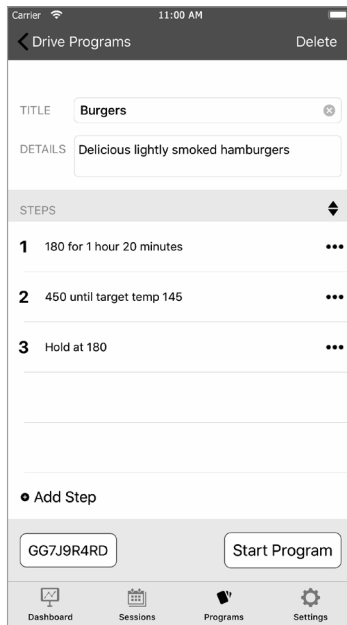 Carrier 11:00 AM
Drive Programs Delete
TITLE Burgers
DETAILS Delicious lightly smoked hamburgers
STEPS
1 180 for 1 hour 20 minutes
2 450 until target temp 145
3 Hold at 180
Add Step
GG7J9R4RD Start Program
Dashboard Sessions Programs Settings